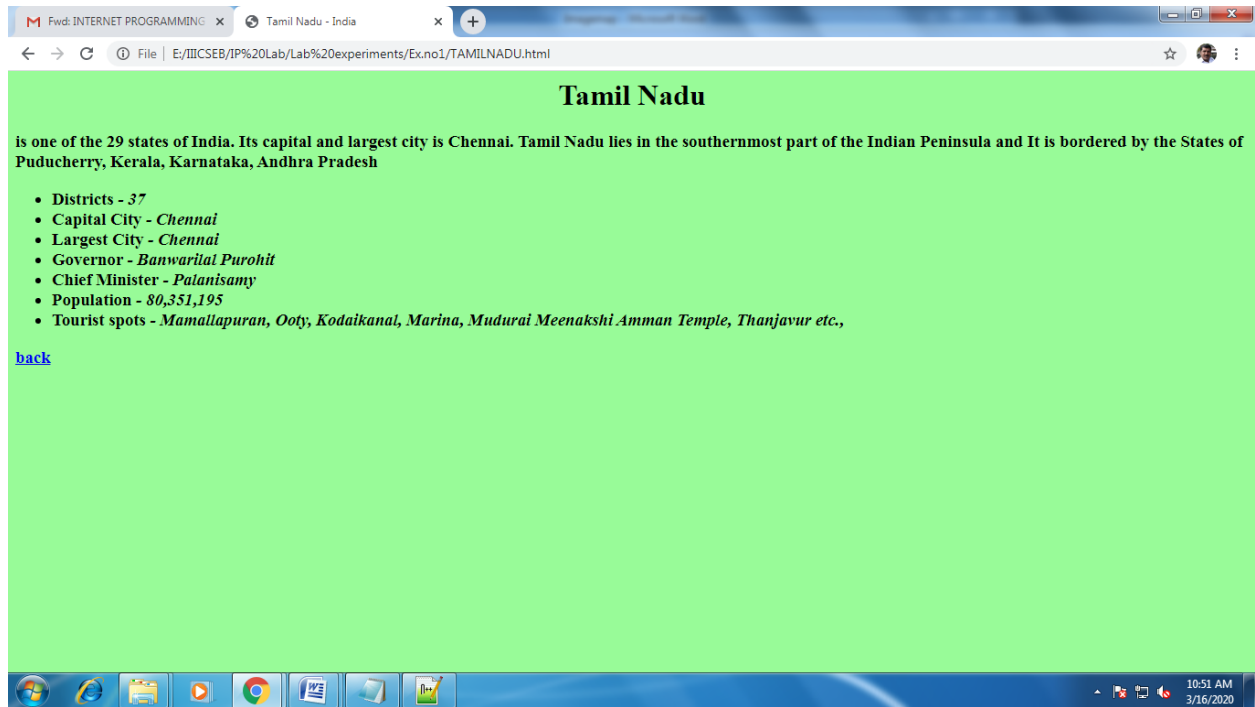 Fwd: INTERNET PROGRAMMING
Tamil Nadu - India
File | E:/IIICSEB/IP%20Lab/Lab%20experiments/Ex.no1/TAMILNADU.html
Tamil Nadu
is one of the 29 states of India. Its capital and largest city is Chennai. Tamil Nadu lies in the southernmost part of the Indian Peninsula and It is bordered by the States of
Puducherry, Kerala, Karnataka, Andhra Pradesh
• Districts - 37
• Capital City - Chennai
• Largest City - Chennai
• Governor - Banwarilal Purohit
• Chief Minister - Palanisamy
• Population - 80,351,195
• Tourist spots - Mamallapuran, Ooty, Kodaikanal, Marina, Mudurai Meenakshi Amman Temple, Thanjavur etc.,
back
10:51 AM
3/16/2020